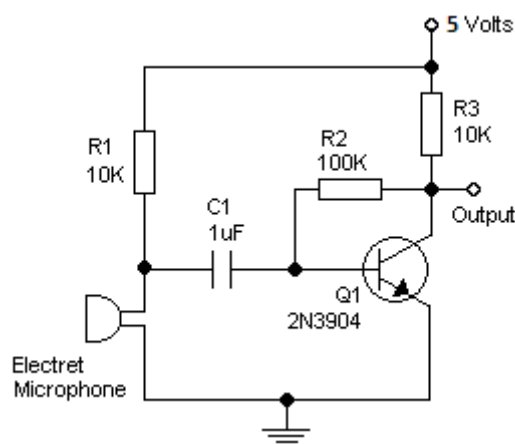 5 Volts
R1
10K
R2
100K
R3
10K
C1
1uF
Output
Q1
2N3904
Electret
Microphone